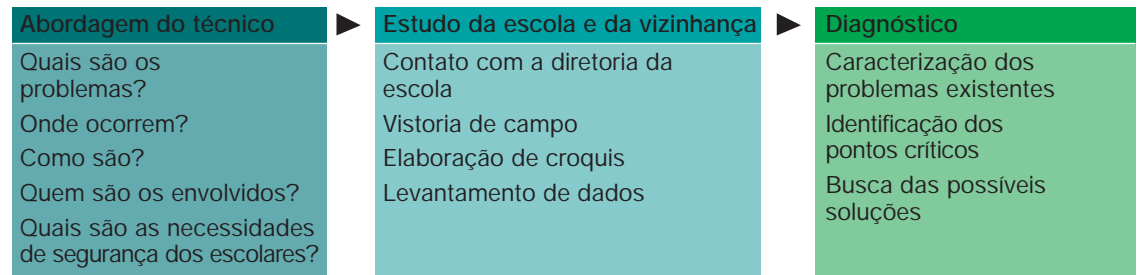 Abordagem do técnico
Quais são os
problemas?
Onde ocorrem?
Como são?
Quem são os envolvidos?
Quais são as necessidades
de segurança dos escolares?
Estudo da escola e da vizinhança
Contato com a diretoria da
escola
Vistoria de campo
Elaboração de croquis
Levantamento de dados
Diagnóstico
Caracterização dos
problemas existentes
Identificação dos
pontos críticos
Busca das possíveis
soluções